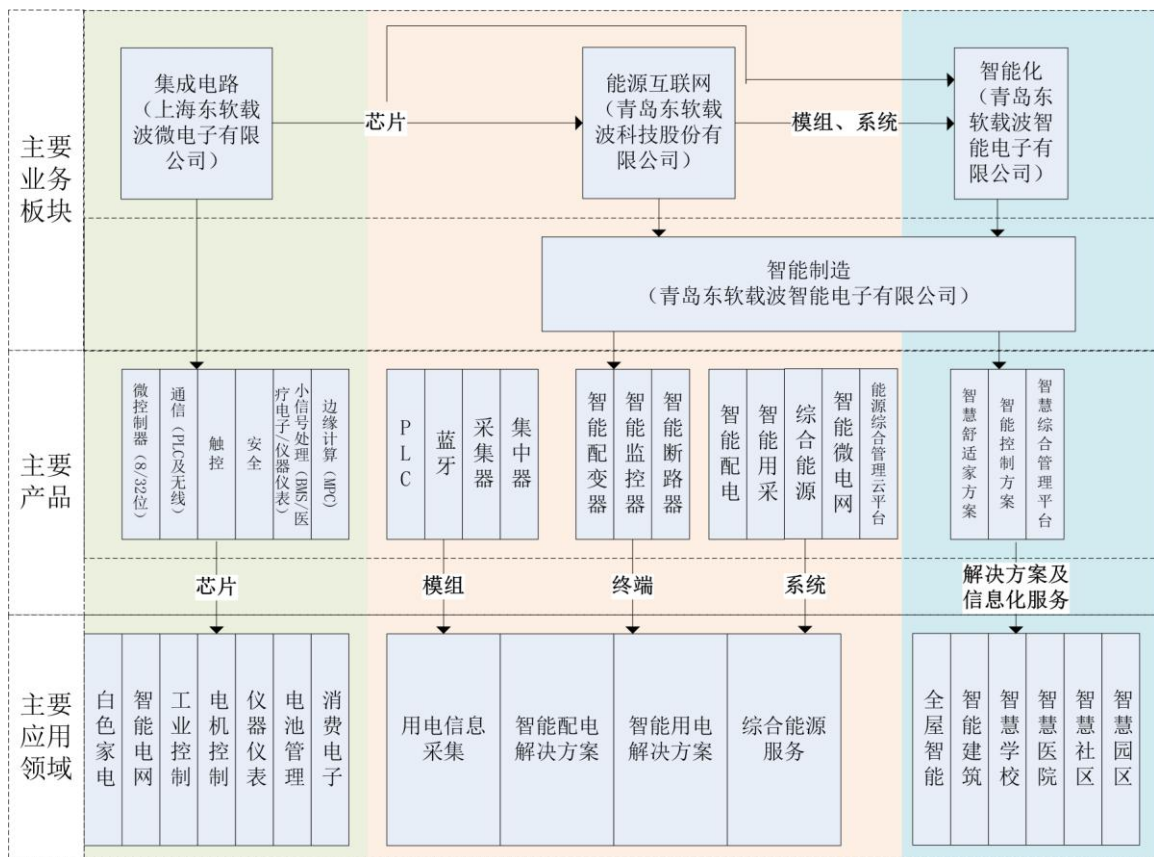 主要
业务
板块
集成电路
（上海东软载
波微电子有限
公司）
芯片
能源互联网
（青岛东软载
波科技股份有
限公司）
模组、系统
智能化
（青岛东
软载波智
能电子有
限公司）
智能制造
（青岛东软载波智能电子有限公司）
主要
产品
微控制器（8/32位）
通信（PLC及无线）
触控
安全
小信号处理（BMS/医
疗电子/仪器仪表）
边缘计算（MPC）
PLC
蓝牙
采集器
集中器
智能配变器
智能监控器
智能断路器
智能配电
智能用采
综合能源
智能微电网
能源综合管理云平台
智慧舒适家方案
智能控制方案
智慧综合管理平台
芯片
模组
终端
系统
解决方案及
信息化服务
主要
应用
领域
白色家电
智能电网
工业控制
电机控制
仪器仪表
电池管理
消费电子
用电信息
采集
智能配电
解决方案
智能用电
解决方案
综合能源
服务
全屋智能
智能建筑
智慧学校
智慧医院
智慧社区
智慧园区